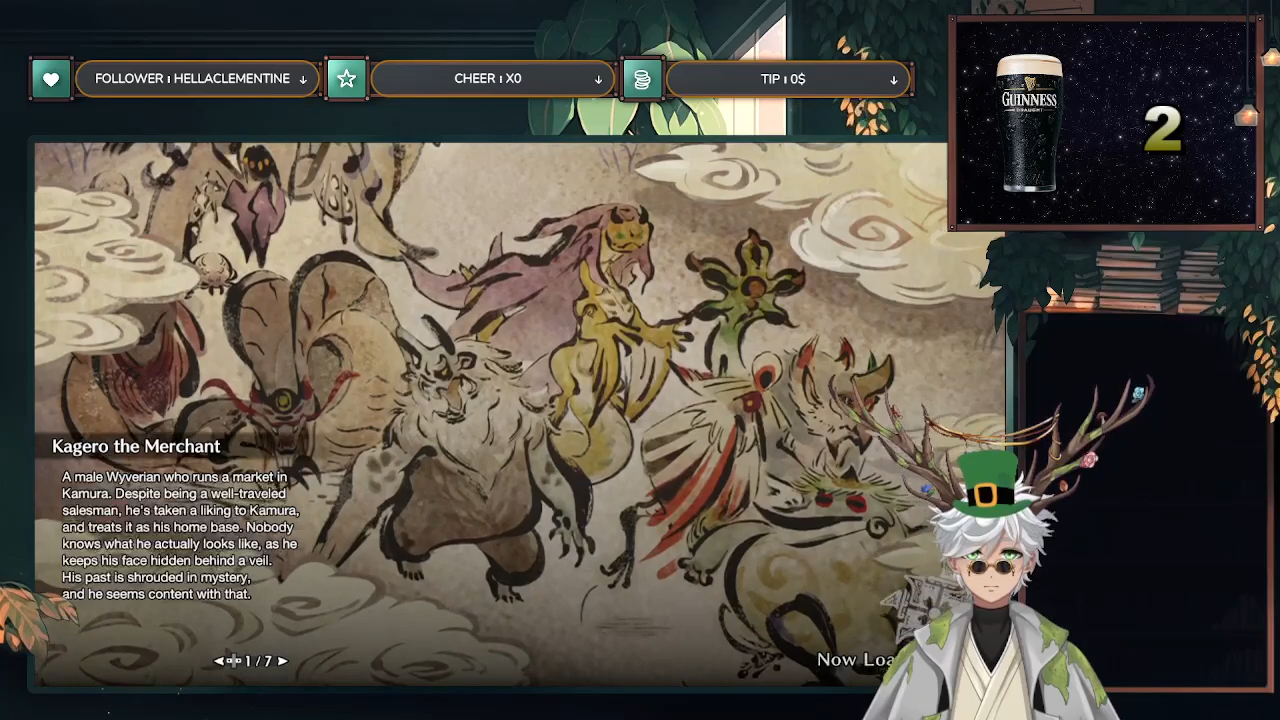 FOLLOWER : HELLACLEMENTINE
CHEER : X0
TIP : 0$
GUINNESS
DRAUGHT
2
Kagero the Merchant
A male Wyverian who runs a market in
Kamura. Despite being a well-traveled
salesman, he's taken a liking to Kamura,
and treats it as his home base. Nobody
knows what he actually looks like, as he
keeps his face hidden behind a veil.
His past is shrouded in mystery,
and he seems content with that.
1 / 7
Now Loa